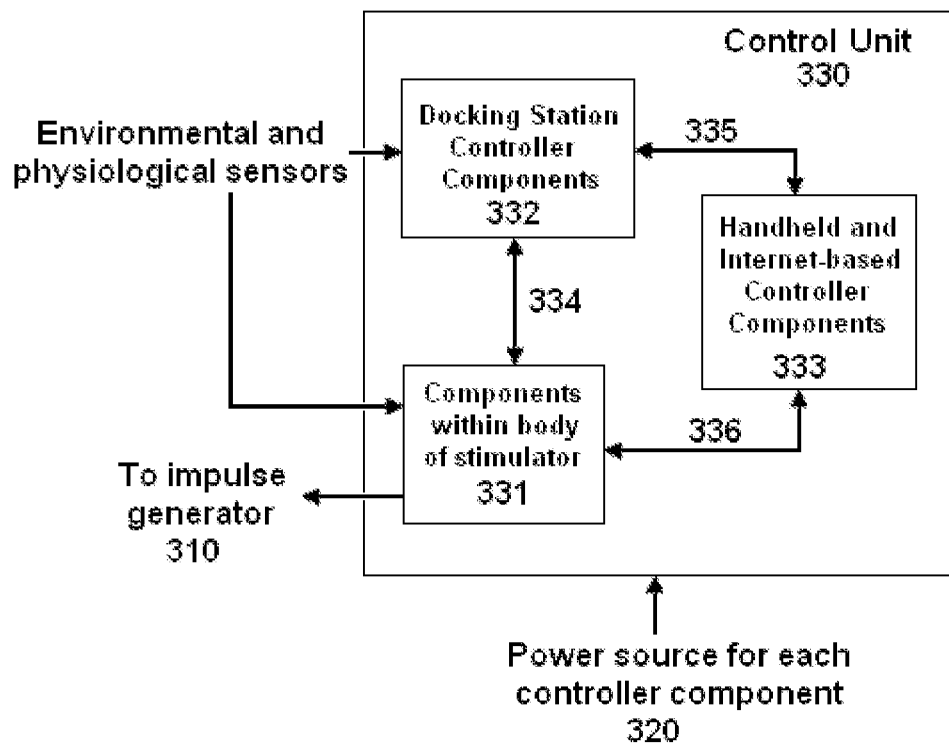 Control Unit
330
Docking Station
Controller
Components
332
335
Environmental and
physiological sensors
Handheld and
Internet-based
Controller
Components
333
334
Components
within body
of stimulator
331
336
To impulse
generator
310
Power source for each
controller component
320